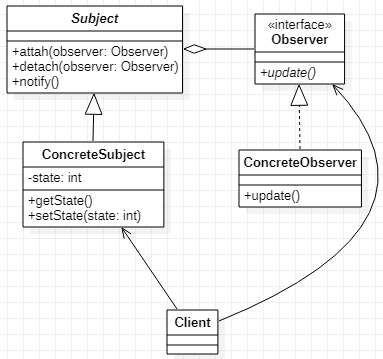 Subject
+attah(observer: Observer)
+detach(observer: Observer)
+notify()
«interface»
Observer
+update()
ConcreteSubject
-state: int
+getState()
+setState(state: int)
ConcreteObserver
+update()
Client